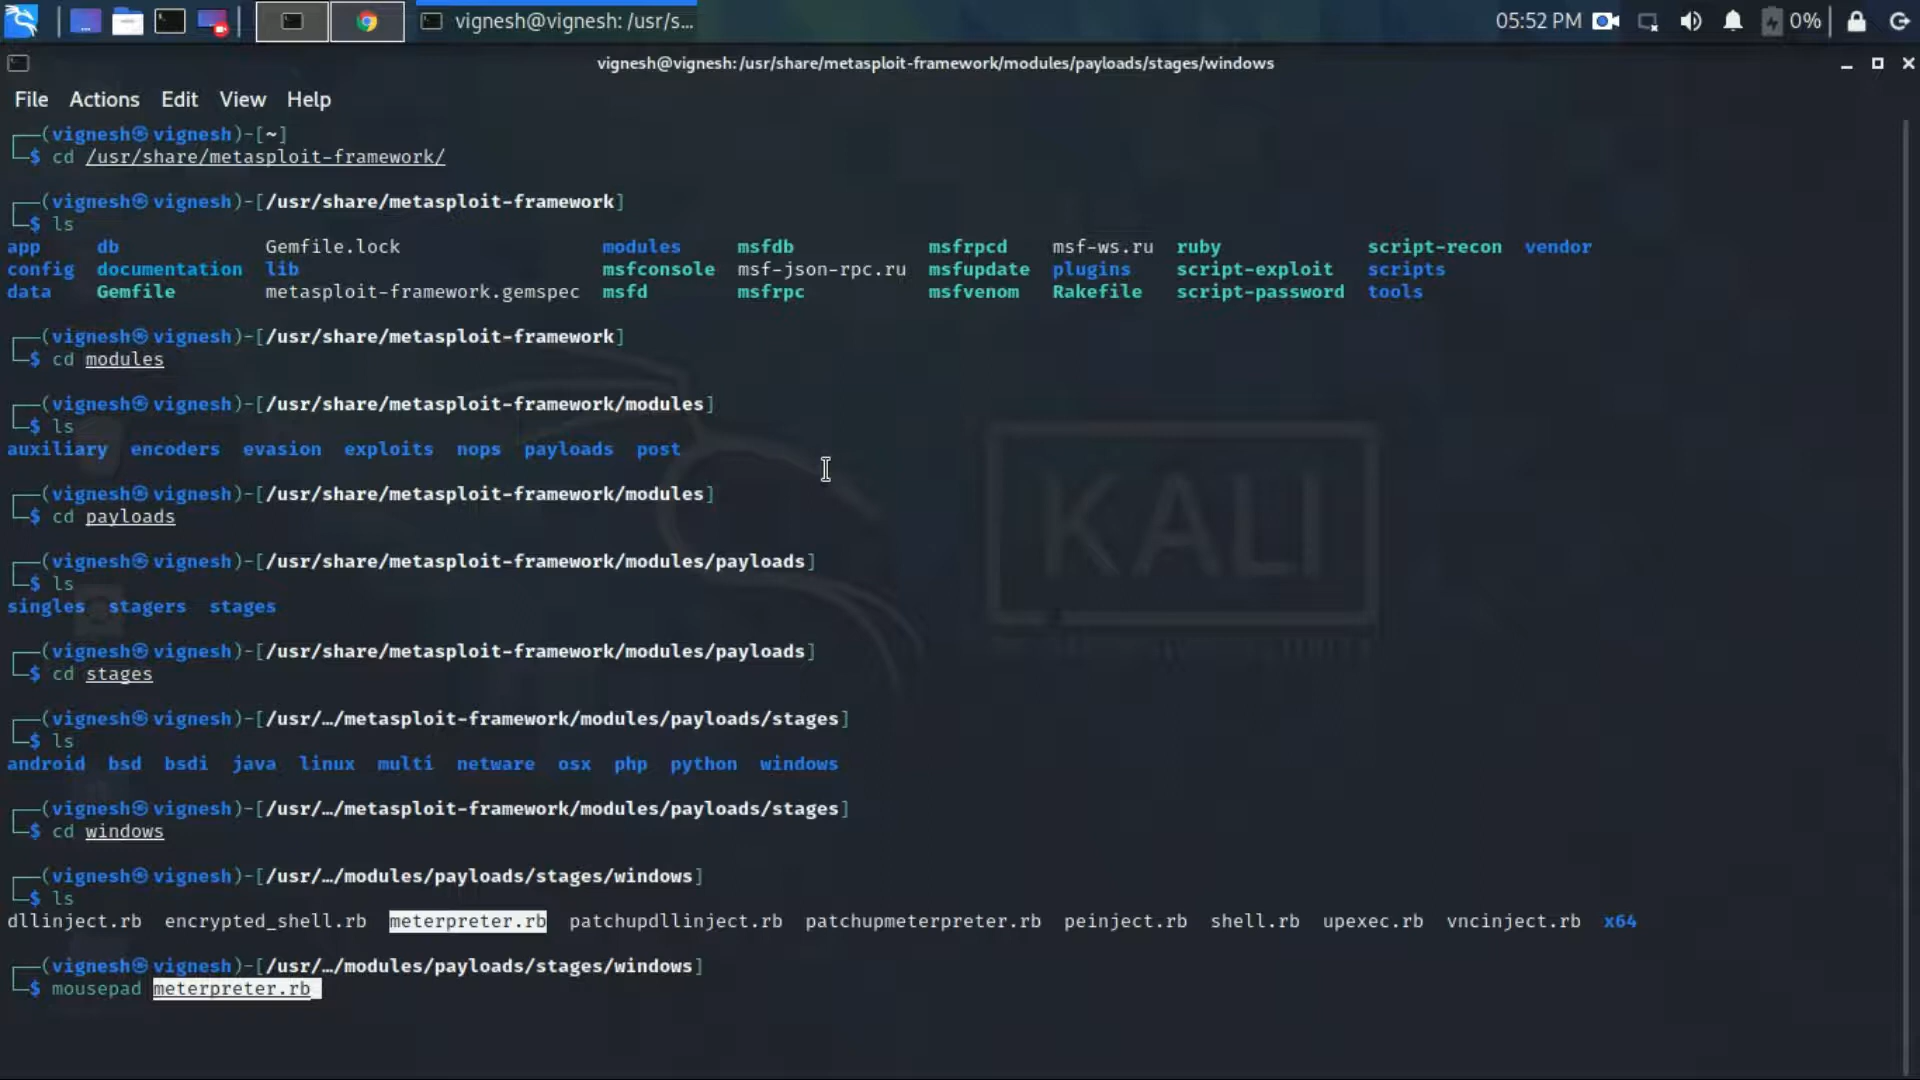 vignesh@vignesh: /usr/s...
05:52 PM
0%
vignesh@vignesh:/usr/share/metasploit-framework/modules/payloads/stages/windows
File Actions Edit View Help
(vignesh㉿vignesh)-[~]
$ cd /usr/share/metasploit-framework/
(vignesh㉿vignesh)-[/usr/share/metasploit-framework]
$ ls
app db Gemfile.lock modules msfdb msfrpcd msf-ws.ru ruby script-recon vendor
config documentation lib msfconsole msf-json-rpc.ru msfupdate plugins script-exploit scripts
data Gemfile metasploit-framework.gemspec msfd msfrpc msfvenom Rakefile script-password tools
(vignesh㉿vignesh)-[/usr/share/metasploit-framework]
$ cd modules
(vignesh㉿vignesh)-[/usr/share/metasploit-framework/modules]
$ ls
auxiliary encoders evasion exploits nops payloads post
(vignesh㉿vignesh)-[/usr/share/metasploit-framework/modules]
$ cd payloads
(vignesh㉿vignesh)-[/usr/share/metasploit-framework/modules/payloads]
$ ls
singles stagers stages
(vignesh㉿vignesh)-[/usr/share/metasploit-framework/modules/payloads]
$ cd stages
(vignesh㉿vignesh)-[/usr/…/metasploit-framework/modules/payloads/stages]
$ ls
android bsd bsdi java linux multi netware osx php python windows
(vignesh㉿vignesh)-[/usr/…/metasploit-framework/modules/payloads/stages]
$ cd windows
(vignesh㉿vignesh)-[/usr/…/modules/payloads/stages/windows]
$ ls
dllinject.rb encrypted_shell.rb meterpreter.rb patchupdllinject.rb patchupmeterpreter.rb peinject.rb shell.rb upexec.rb vncinject.rb x64
(vignesh㉿vignesh)-[/usr/…/modules/payloads/stages/windows]
$ mousepad meterpreter.rb
KALI